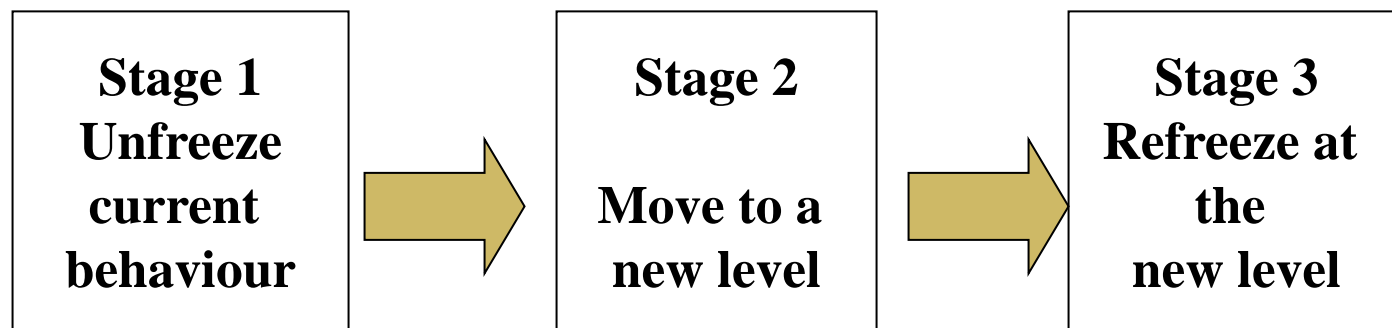 Stage 1
Unfreeze
current
behaviour
Stage 2
Move to a
new level
Stage 3
Refreeze at
the
new level